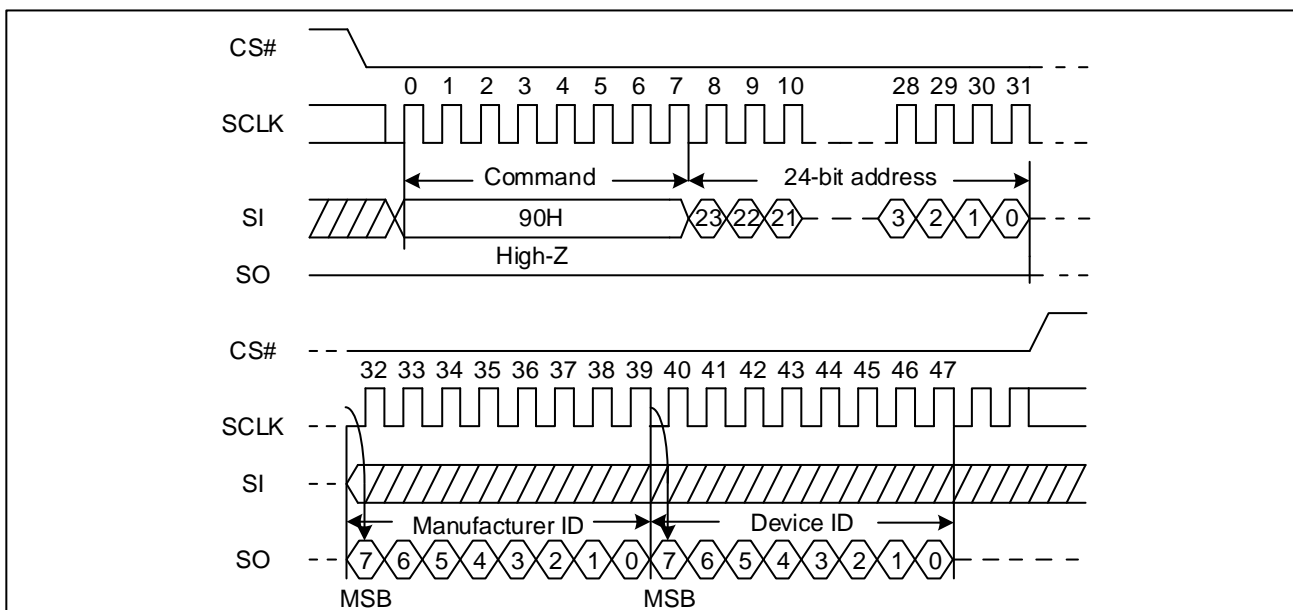 CS#
0 1 2 3 4 5 6 7 8 9 10 28 29 30 31
SCLK
Command 24-bit address
SI 90H 23 22 21 3 2 1 0
High-Z
SO
CS#
32 33 34 35 36 37 38 39 40 41 42 43 44 45 46 47
SCLK
SI
Manufacturer ID Device ID
SO 7 6 5 4 3 2 1 0 7 6 5 4 3 2 1 0
MSB MSB